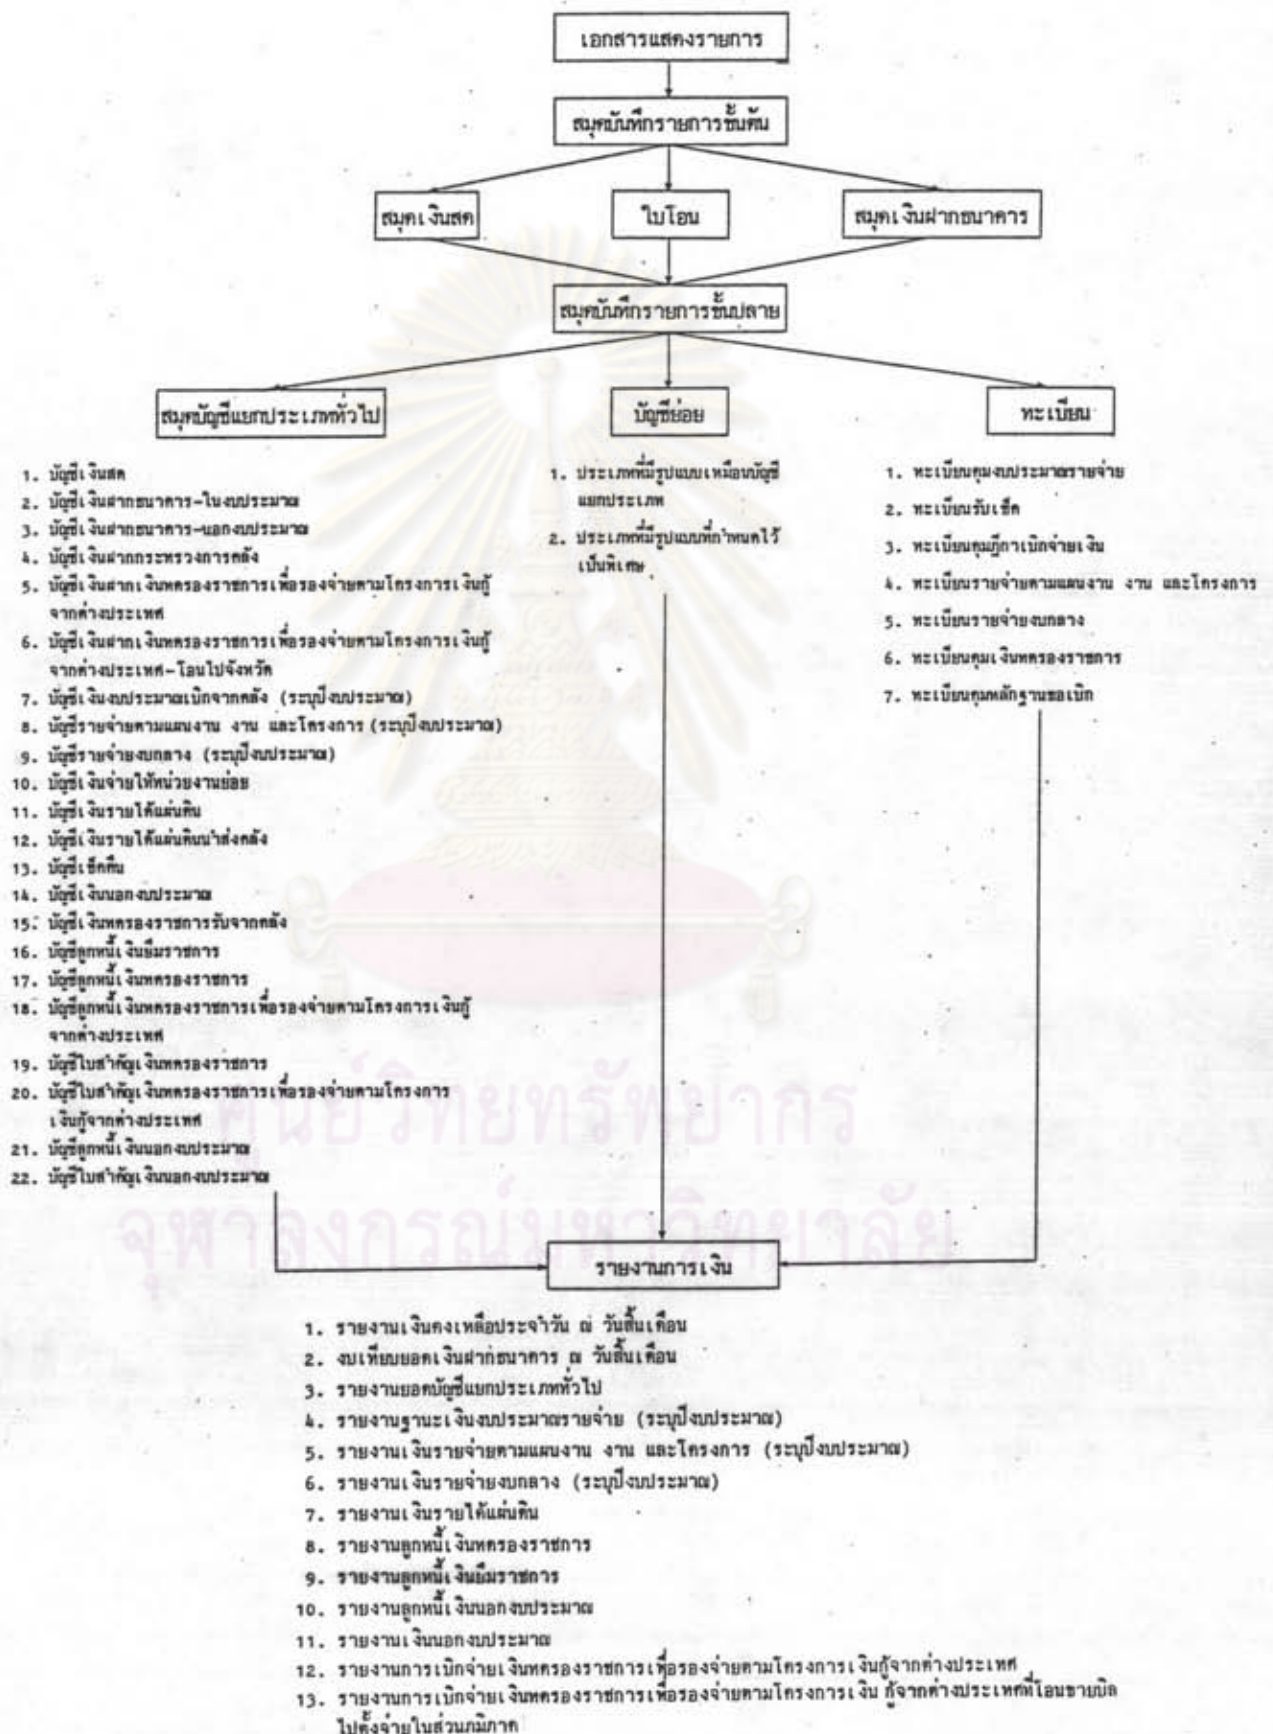 เอกสารแสดงรายการ
สมุดบันทึกรายการขั้นต้น
สมุดเงินสด
ใบโอน
สมุดเงินฝากธนาคาร
สมุดบันทึกรายการขั้นปลาย
สมุดบัญชีแยกประเภททั่วไป
บัญชีย่อย
ทะเบียน
1. บัญชีเงินสด
2. บัญชีเงินฝากธนาคาร-ในงบประมาณ
3. บัญชีเงินฝากธนาคาร-นอกงบประมาณ
4. บัญชีเงินฝากกระทรวงการคลัง
5. บัญชีเงินฝากเงินทดรองราชการเพื่อรองจ่ายตามโครงการเงินกู้
จากต่างประเทศ
6. บัญชีเงินฝากเงินทดรองราชการเพื่อรองจ่ายตามโครงการเงินกู้
จากต่างประเทศ-โอนไปจังหวัด
7. บัญชีเงินงบประมาณเบิกจากคลัง (ระบุปีงบประมาณ)
8. บัญชีรายจ่ายตามแผนงาน งาน และโครงการ (ระบุปีงบประมาณ)
9. บัญชีรายจ่ายงบกลาง (ระบุปีงบประมาณ)
10. บัญชีเงินจ่ายให้หน่วยงานย่อย
11. บัญชีเงินรายได้แผ่นดิน
12. บัญชีเงินรายได้แผ่นดินนำส่งคลัง
13. บัญชีเช็คคืน
14. บัญชีเงินนอกงบประมาณ
15. บัญชีเงินทดรองราชการรับจากคลัง
16. บัญชีลูกหนี้เงินยืมราชการ
17. บัญชีลูกหนี้เงินทดรองราชการ
18. บัญชีลูกหนี้เงินทดรองราชการเพื่อรองจ่ายตามโครงการเงินกู้
จากต่างประเทศ
19. บัญชีใบสำคัญเงินทดรองราชการ
20. บัญชีใบสำคัญเงินทดรองราชการเพื่อรองจ่ายตามโครงการ
เงินกู้จากต่างประเทศ
21. บัญชีลูกหนี้เงินนอกงบประมาณ
22. บัญชีใบสำคัญเงินนอกงบประมาณ
1. ประเภทที่มีรูปแบบเหมือนบัญชี
แยกประเภท
2. ประเภทที่มีรูปแบบที่กำหนดไว้
เป็นพิเศษ
1. ทะเบียนคุมงบประมาณรายจ่าย
2. ทะเบียนรับเช็ค
3. ทะเบียนคุมฎีกาเบิกจ่ายเงิน
4. ทะเบียนรายจ่ายตามแผนงาน งาน และโครงการ
5. ทะเบียนรายจ่ายงบกลาง
6. ทะเบียนคุมเงินทดรองราชการ
7. ทะเบียนคุมหลักฐานขอเบิก
ศูนย์วิทยทรัพยากร
จุฬาลงกรณ์มหาวิทยาลัย
รายงานการเงิน
1. รายงานเงินคงเหลือประจำวัน ณ วันสิ้นเดือน
2. งบเทียบยอดเงินฝากธนาคาร ณ วันสิ้นเดือน
3. รายงานยอดบัญชีแยกประเภททั่วไป
4. รายงานฐานะเงินงบประมาณรายจ่าย (ระบุปีงบประมาณ)
5. รายงานเงินรายจ่ายตามแผนงาน งาน และโครงการ (ระบุปีงบประมาณ)
6. รายงานเงินรายจ่ายงบกลาง (ระบุปีงบประมาณ)
7. รายงานเงินรายได้แผ่นดิน
8. รายงานลูกหนี้เงินทดรองราชการ
9. รายงานลูกหนี้เงินยืมราชการ
10. รายงานลูกหนี้เงินนอกงบประมาณ
11. รายงานเงินนอกงบประมาณ
12. รายงานการเบิกจ่ายเงินทดรองราชการเพื่อรองจ่ายตามโครงการเงินกู้จากต่างประเทศ
13. รายงานการเบิกจ่ายเงินทดรองราชการเพื่อรองจ่ายตามโครงการเงิน กู้จากต่างประเทศที่โอนขายบิล
ไปตั้งจ่ายในส่วนภูมิภาค